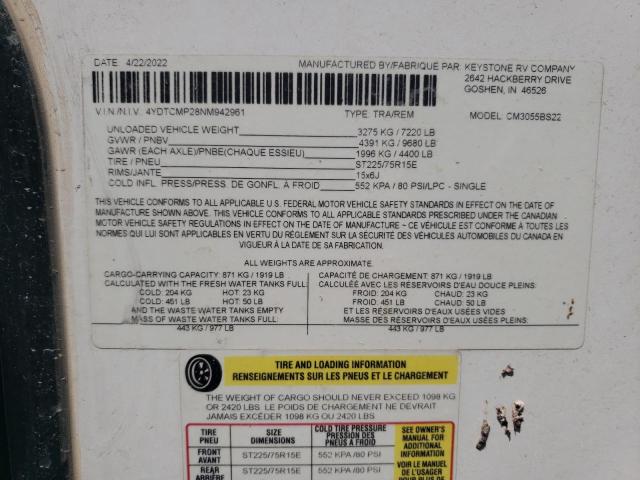 DATE 4/22/2022 MANUFACTURED BY/FABRIQUE PAR KEYSTONE RV COMPANY
2642 HACKBERRY DRIVE
GOSHEN, IN 46526
V.I.N./N.I.V. 4YDTCMP28NM942961 TYPE: TRA/REM MODEL CM3055BS22
UNLOADED VEHICLE WEIGHT 3275 KG / 7220 LB
GVWR / PNBV 4391 KG / 9680 LB
GAWR (EACH AXLE)/PNBE(CHAQUE ESSIEU) 1996 KG / 4400 LB
TIRE / PNEU ST225/75R15E
RIMS/JANTE 15x6J
COLD INFL. PRESS/PRESS. DE GONFL. À FROID 552 KPA / 80 PSI/LPC - SINGLE
THIS VEHICLE CONFORMS TO ALL APPLICABLE U.S. FEDERAL MOTOR VEHICLE SAFETY STANDARDS IN EFFECT ON THE DATE OF
MANUFACTURE SHOWN ABOVE. THIS VEHICLE CONFORMS TO ALL APPLICABLE STANDARDS PRESCRIBED UNDER THE CANADIAN
MOTOR VEHICLE SAFETY REGULATIONS IN EFFECT ON THE DATE OF MANUFACTURE ~ CE VÉHICULE EST CONFORME À TOUTES LES
NORMES QUI LUI SONT APPLICABLES EN VERTU DU RÉGLEMENT SUR LA SÉCURITÉ DES VÉHICULES AUTOMOBILES DU CANADA EN
VIGUEUR À LA DATE DE SA FABRICATION.
ALL WEIGHTS ARE APPROXIMATE.
CARGO-CARRYING CAPACITY: 871 KG / 1919 LB CAPACITÉ DE CHARGEMENT: 871 KG / 1919 LB
CALCULATED WITH THE FRESH WATER TANKS FULL: CALCULÉE AVEC LES RÉSERVOIRS D'EAU DOUCE PLEINS:
COLD: 204 KG HOT: 23 KG FROID: 204 KG CHAUD: 23 KG
COLD: 451 LB HOT: 50 LB FROID: 451 LB CHAUD: 50 LB
AND THE WASTE WATER TANKS EMPTY ET LES RÉSERVOIRS D'EAUX USÉES VIDES
MASS OF WASTE WATER TANKS FULL: MASSE DES RÉSERVOIRS D'EAUX USÉES PLEINS:
443 KG / 977 LB 443 KG / 977 LB
TIRE AND LOADING INFORMATION
RENSEIGNEMENTS SUR LES PNEUS ET LE CHARGEMENT
THE WEIGHT OF CARGO SHOULD NEVER EXCEED 1098 KG
OR 2420 LBS. LE POIDS DE CHARGEMENT NE DEVRAIT
JAMAIS EXCÉDER 1098 KG OU 2420 LBS.
TIRE SIZE COLD TIRE PRESSURE SEE OWNER'S
PNEU DIMENSION PRESSION DES PNEUS À FROID MANUAL FOR
FRONT ST225/75R15E 552 KPA /80 PSI ADDITIONAL
AVANT INFORMATION
REAR ST225/75R15E 552 KPA /80 PSI VOIR LE MANUEL
ARRIÈRE DE L'USAGER
POUR PLUS DE